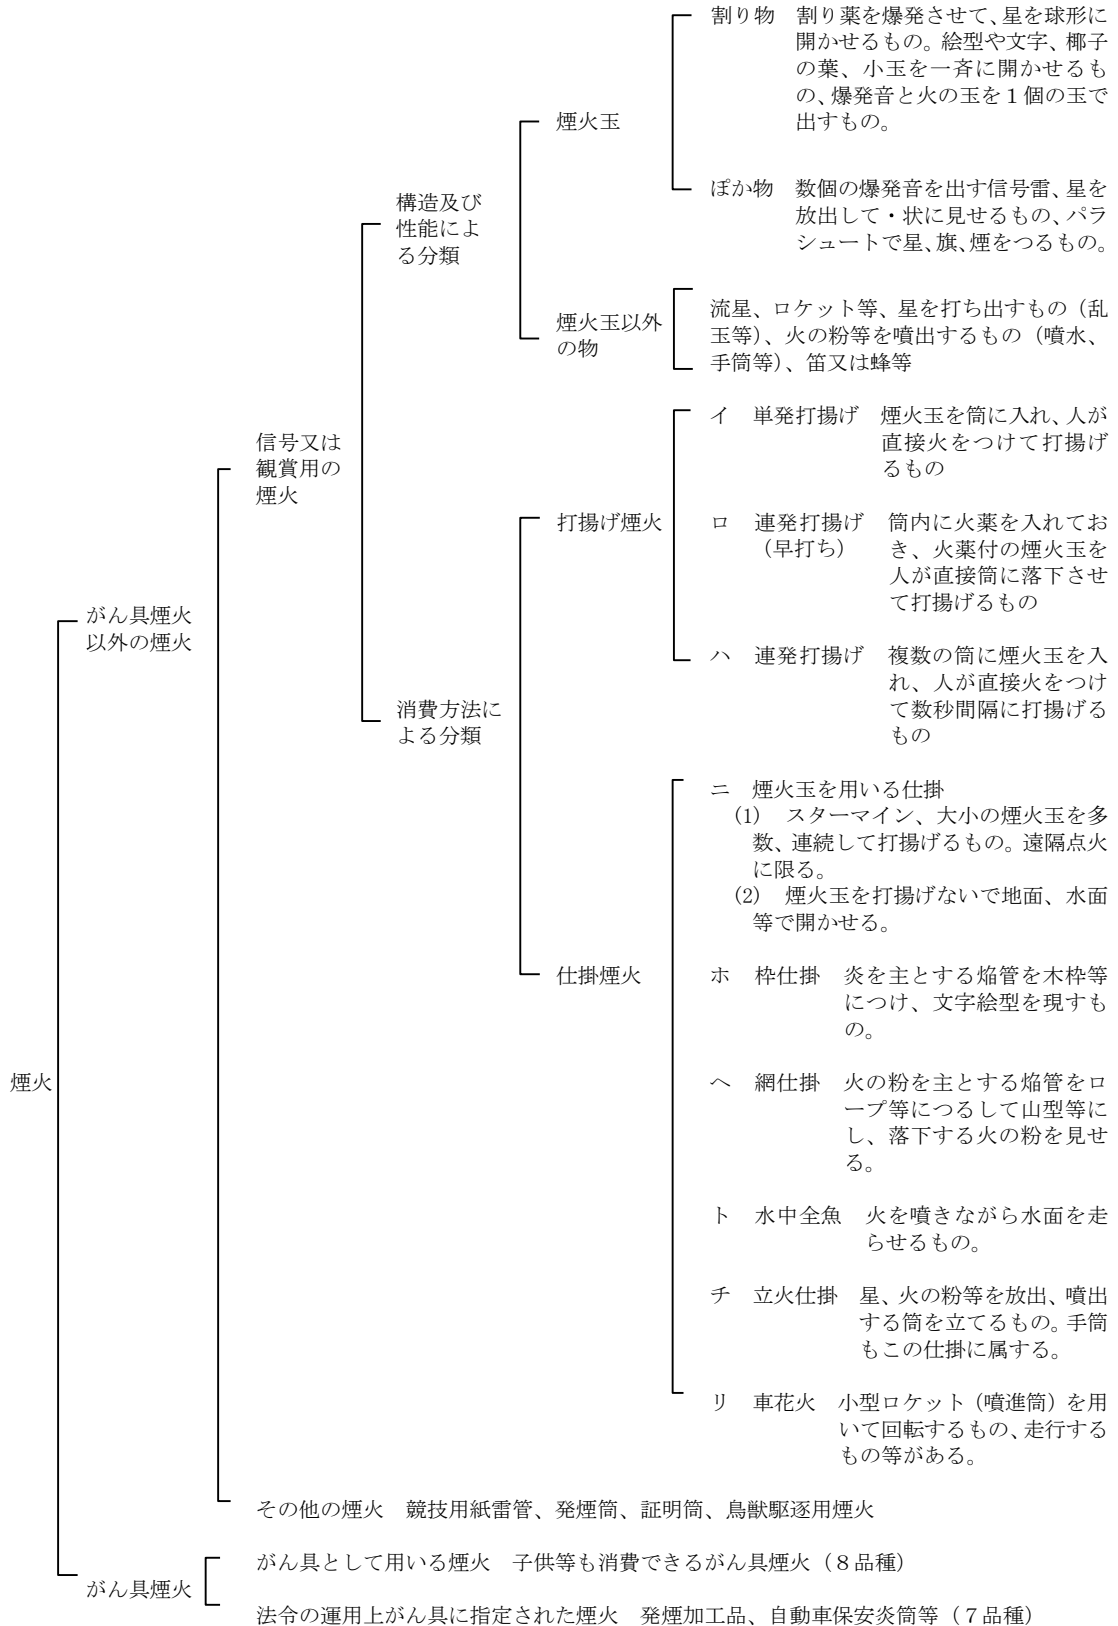 煙火
がん具煙火
以外の煙火
信号又は
観賞用の
煙火
構造及び
性能によ
る分類
煙火玉
割り物　割り薬を爆発させて、星を球形に
開かせるもの。絵型や文字、椰子
の葉、小玉を一斉に開かせるも
の、爆発音と火の玉を１個の玉で
出すもの。
ぽか物　数個の爆発音を出す信号雷、星を
放出して・状に見せるもの、パラ
シュートで星、旗、煙をつるもの。
煙火玉以外
の物
流星、ロケット等、星を打ち出すもの（乱
玉等）、火の粉等を噴出するもの（噴水、
手筒等）、笛又は蜂等
消費方法に
よる分類
打揚げ煙火
イ　単発打揚げ　煙火玉を筒に入れ、人が
直接火をつけて打揚げ
るもの
ロ　連発打揚げ　筒内に火薬を入れてお
（早打ち）　き、火薬付の煙火玉を
人が直接筒に落下させ
て打揚げるもの
ハ　連発打揚げ　複数の筒に煙火玉を入
れ、人が直接火をつけ
て数秒間隔に打揚げる
もの
仕掛煙火
ニ　煙火玉を用いる仕掛
(1)　スターマイン、大小の煙火玉を多
数、連続して打揚げるもの。遠隔点火
に限る。
(2)　煙火玉を打揚げないで地面、水面
等で開かせる。
ホ　枠仕掛　炎を主とする焔管を木枠等
につけ、文字絵型を現すも
の。
ヘ　網仕掛　火の粉を主とする焔管をロ
ープ等につるして山型等に
し、落下する火の粉を見せ
る。
ト　水中全魚　火を噴きながら水面を走
らせるもの。
チ　立火仕掛　星、火の粉等を放出、噴出
する筒を立てるもの。手筒
もこの仕掛に属する。
リ　車花火　小型ロケット（噴進筒）を用
いて回転するもの、走行する
もの等がある。
その他の煙火　競技用紙雷管、発煙筒、証明筒、鳥獣駆逐用煙火
がん具煙火
がん具として用いる煙火　子供等も消費できるがん具煙火（８品種）
法令の運用上がん具に指定された煙火　発煙加工品、自動車保安炎筒等（７品種）